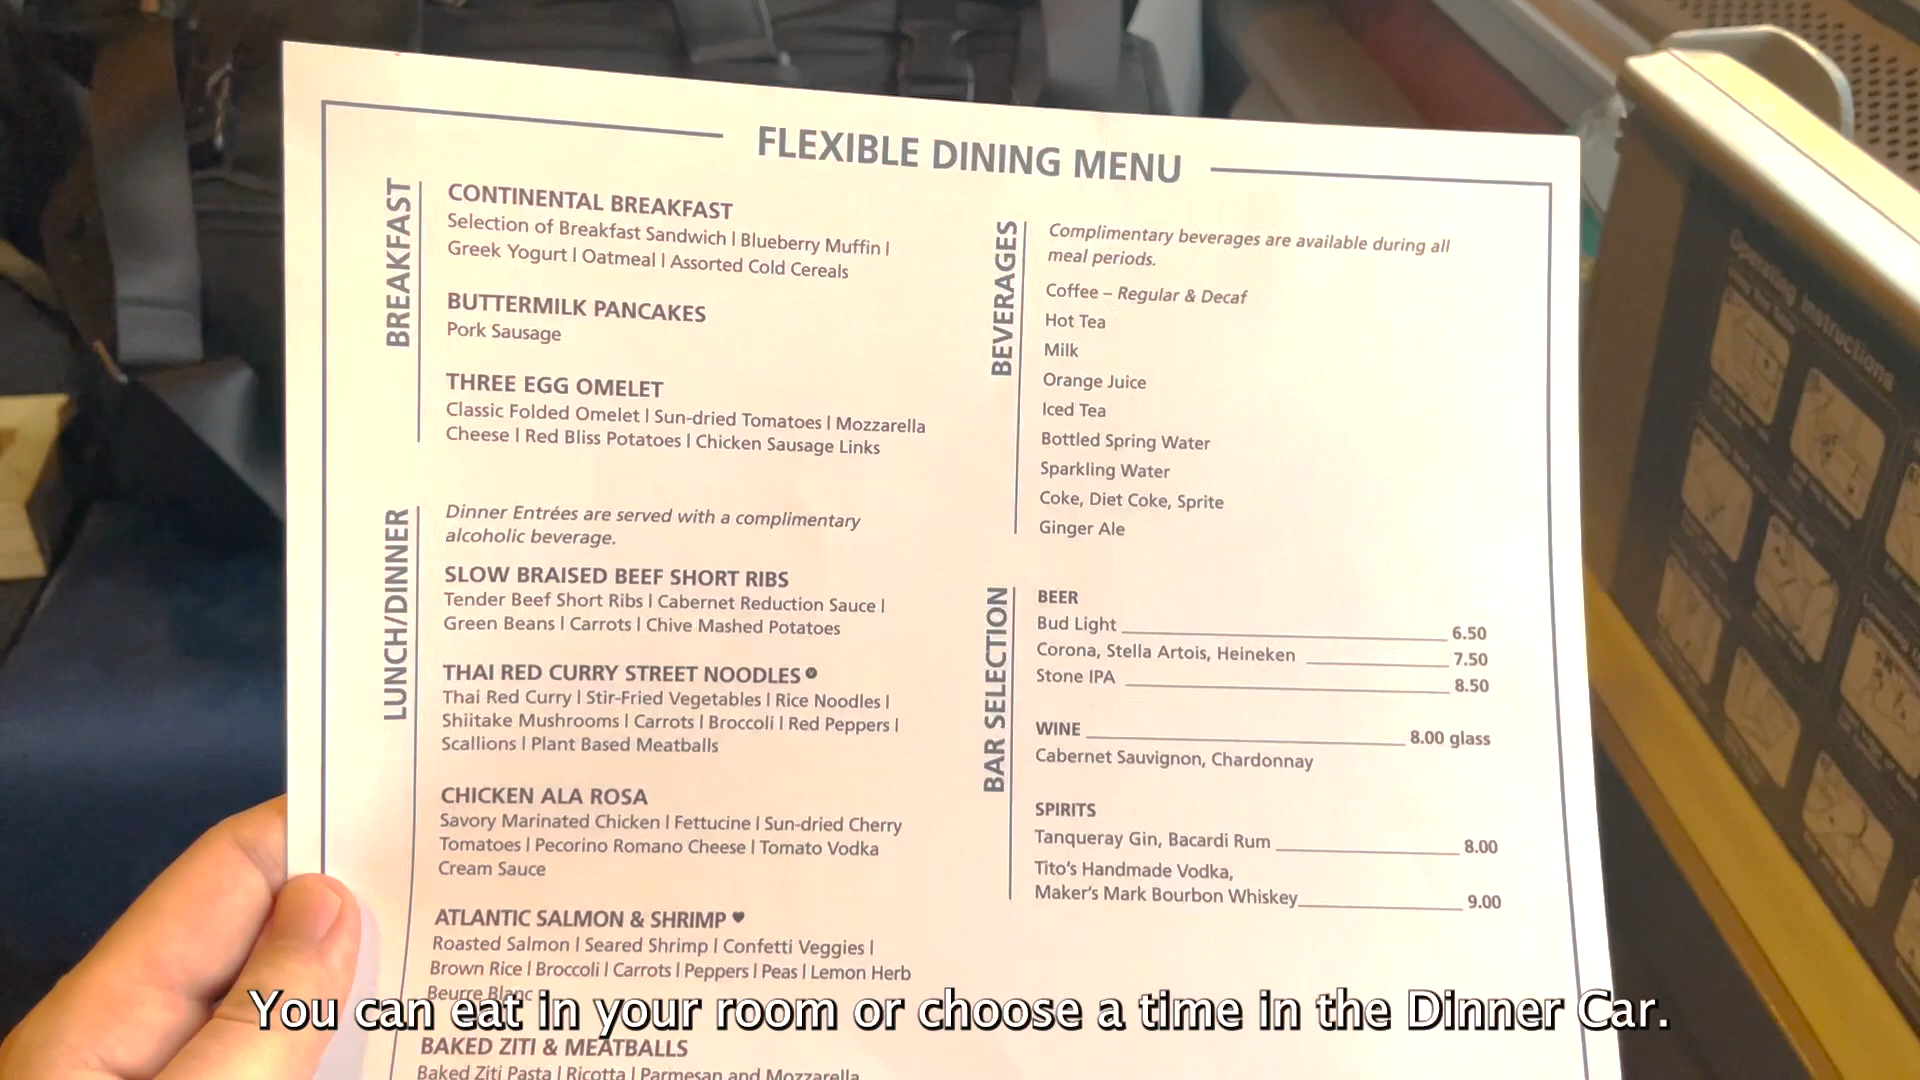 FLEXIBLE DINING MENU
BREAKFAST
CONTINENTAL BREAKFAST
Selection of Breakfast Sandwich | Blueberry Muffin |
Greek Yogurt | Oatmeal | Assorted Cold Cereals
BUTTERMILK PANCAKES
Pork Sausage
THREE EGG OMELET
Classic Folded Omelet | Sun-dried Tomatoes | Mozzarella
Cheese | Red Bliss Potatoes | Chicken Sausage Links
LUNCH/DINNER
Dinner Entrées are served with a complimentary
alcoholic beverage.
SLOW BRAISED BEEF SHORT RIBS
Tender Beef Short Ribs | Cabernet Reduction Sauce |
Green Beans | Carrots | Chive Mashed Potatoes
THAI RED CURRY STREET NOODLES
Thai Red Curry | Stir-Fried Vegetables | Rice Noodles |
Shiitake Mushrooms | Carrots | Broccoli | Red Peppers |
Scallions | Plant Based Meatballs
CHICKEN ALA ROSA
Savory Marinated Chicken | Fettucine | Sun-dried Cherry
Tomatoes | Pecorino Romano Cheese | Tomato Vodka
Cream Sauce
ATLANTIC SALMON & SHRIMP ♥
Roasted Salmon | Seared Shrimp | Confetti Veggies |
Brown Rice | Broccoli | Carrots | Peppers | Peas | Lemon Herb
Beurre Blanc
BAKED ZITI & MEATBALLS
Baked Ziti Pasta | Ricotta | Parmesan and Mozzarella
BEVERAGES
Complimentary beverages are available during all
meal periods.
Coffee – Regular & Decaf
Hot Tea
Milk
Orange Juice
Iced Tea
Bottled Spring Water
Sparkling Water
Coke, Diet Coke, Sprite
Ginger Ale
BAR SELECTION
BEER
Bud Light 6.50
Corona, Stella Artois, Heineken 7.50
Stone IPA 8.50
WINE 8.00 glass
Cabernet Sauvignon, Chardonnay
SPIRITS
Tanqueray Gin, Bacardi Rum 8.00
Tito's Handmade Vodka,
Maker's Mark Bourbon Whiskey 9.00
Operating Instructions
You can eat in your room or choose a time in the Dinner Car.